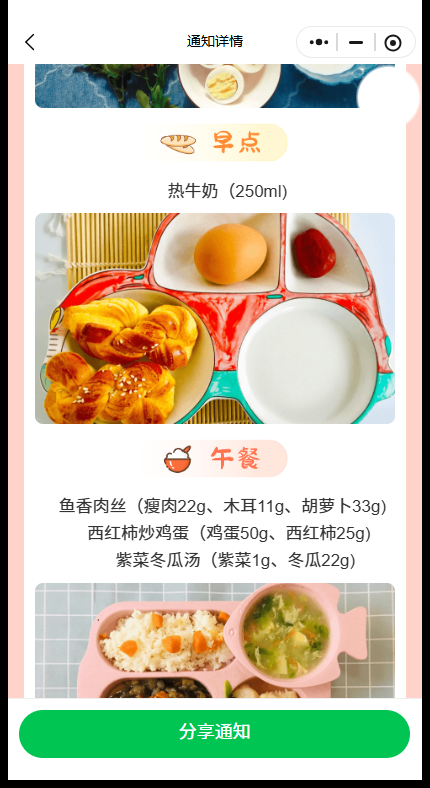 通知详情
早点
热牛奶（250ml)
午餐
鱼香肉丝（瘦肉22g、木耳11g、胡萝卜33g)
西红柿炒鸡蛋（鸡蛋50g、西红柿25g)
紫菜冬瓜汤（紫菜1g、冬瓜22g)
分享通知